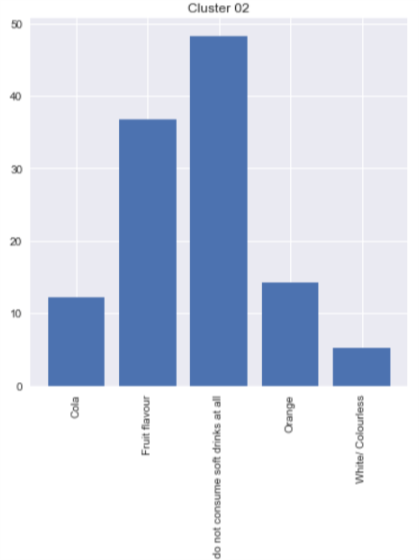 Cluster 02
50
40
30
20
10
0
Cola
Fruit flavour
do not consume soft drinks at all
Orange
White/ Colourless